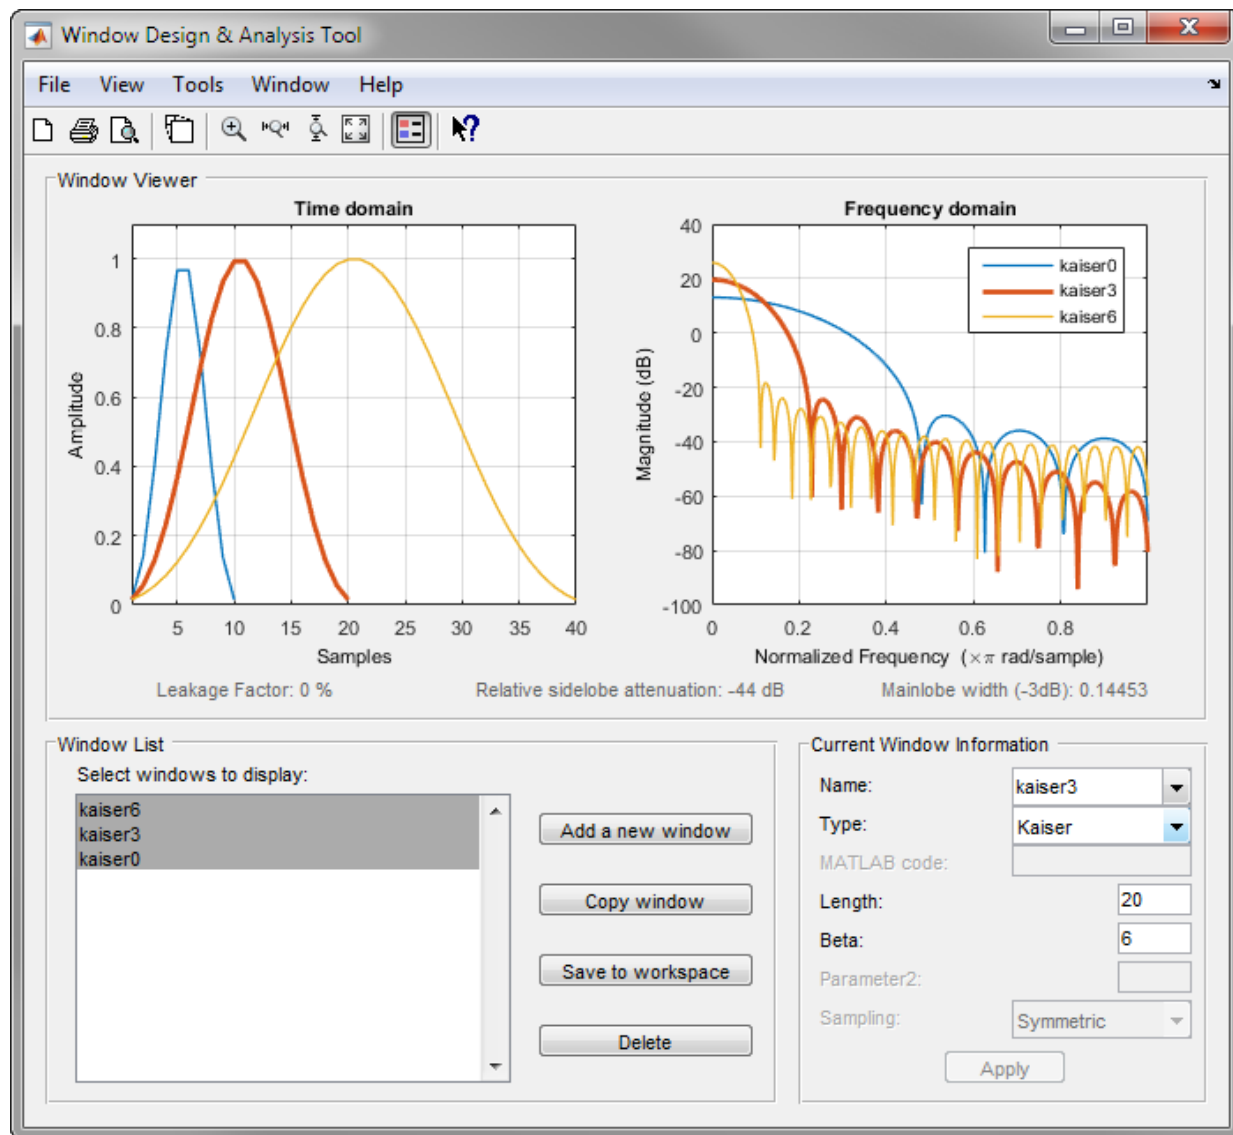 Window Design & Analysis Tool
File View Tools Window Help
Window Viewer
Time domain
Amplitude
1
0.8
0.6
0.4
0.2
0
5 10 15 20 25 30 35 40
Samples
Frequency domain
Magnitude (dB)
40
20
0
-20
-40
-60
-80
-100
0 0.2 0.4 0.6 0.8
Normalized Frequency (×π rad/sample)
kaiser0
kaiser3
kaiser6
Leakage Factor: 0 % Relative sidelobe attenuation: -44 dB Mainlobe width (-3dB): 0.14453
Window List
Select windows to display:
kaiser6
kaiser3
kaiser0
Add a new window
Copy window
Save to workspace
Delete
Current Window Information
Name: kaiser3
Type: Kaiser
MATLAB code:
Length: 20
Beta: 6
Parameter2:
Sampling: Symmetric
Apply